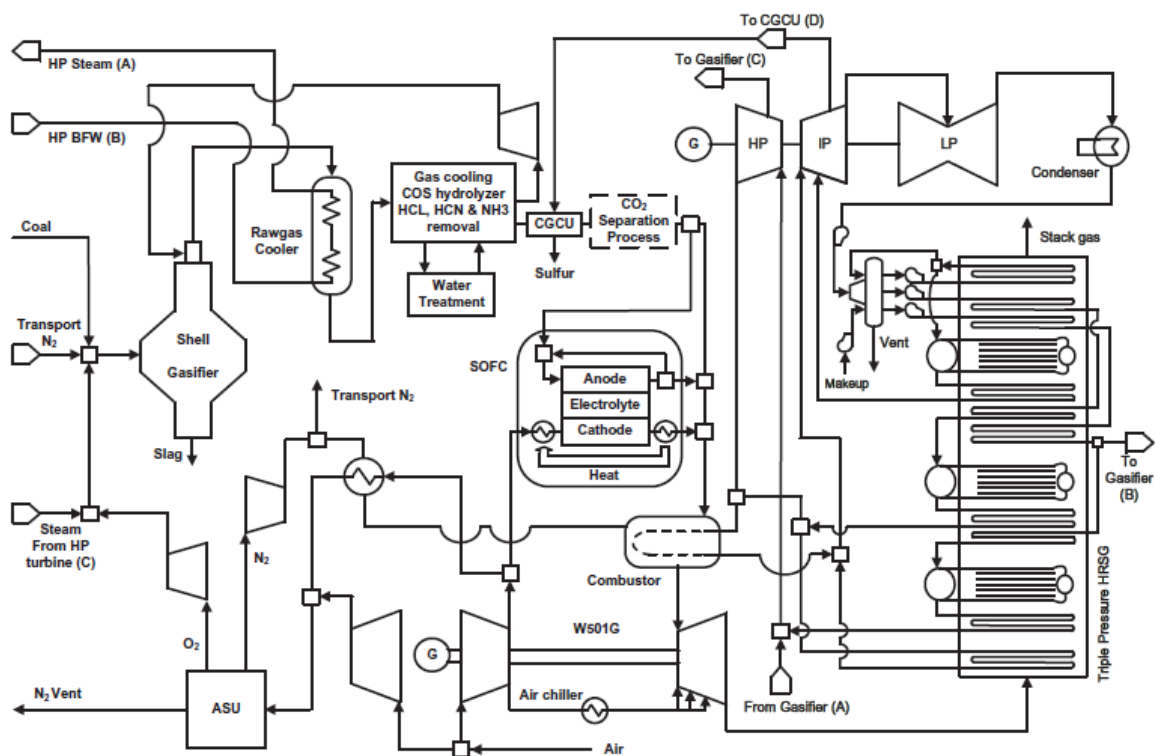 To CGCU (D)
HP Steam (A)
To Gasifier (C)
HP BFW (B)
G
HP
IP
LP
Condenser
Gas cooling
COS hydrolyzer
HCL, HCN & NH3
removal
CGCU
CO2
Separation
Process
Rawgas
Cooler
Coal
Stack gas
Sulfur
Water
Treatment
Transport
N2
Shell
Gasifier
SOFC
Anode
Electrolyte
Cathode
Heat
Vent
Makeup
Transport N2
Slag
To
Gasifier
(B)
Steam
From HP
turbine (C)
N2
Combustor
O2
W501G
G
Triple Pressure HRSG
N2 Vent
ASU
Air chiller
From Gasifier (A)
Air